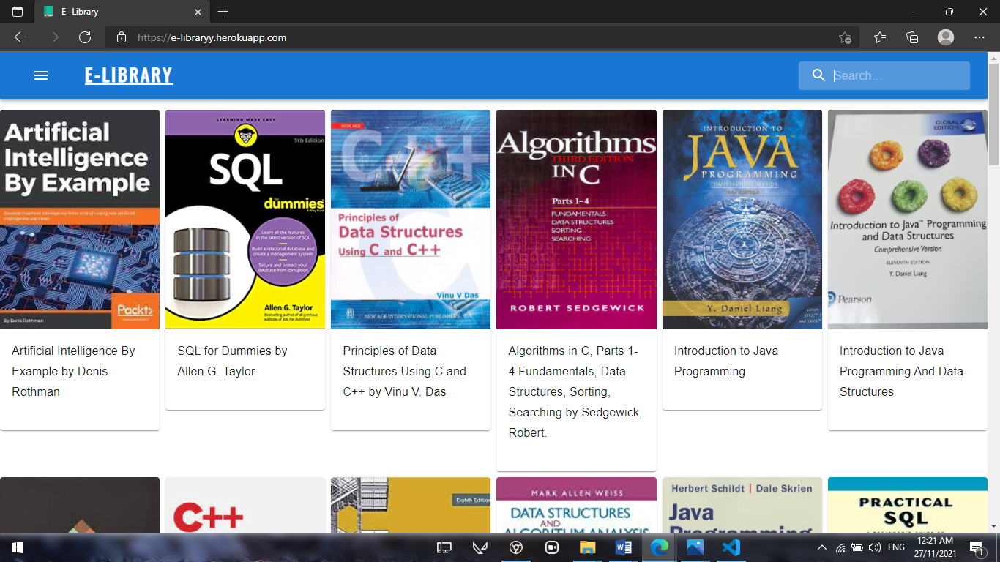 E- Library
https://e-libraryy.herokuapp.com
E-LIBRARY
Search…
Artificial
Intelligence
By Example
Develop machine intelligence from scratch using real artificial
intelligence use cases
Packt>
By Denis Rothman
Artificial Intelligence By
Example by Denis
Rothman
LEARNING MADE EASY
9th Edition
SQL
for
dummies
A Wiley Brand
Learn all the features
in the latest version of SQL
Build a relational database and
create a management system
Secure and protect your
database from corruption
Allen G. Taylor
Bestselling author of all previous
editions of SQL For Dummies
SQL for Dummies by
Allen G. Taylor
NEW AGE
C++
Principles of
Data Structures
Using C and C++
C
Vinu V Das
NEW AGE INTERNATIONAL PUBLISHERS
Principles of Data
Structures Using C and
C++ by Vinu V. Das
Algorithms
THIRD EDITION
IN C
Parts 1–4
FUNDAMENTALS
DATA STRUCTURES
SORTING
SEARCHING
ROBERT SEDGEWICK
Algorithms in C, Parts 1-
4 Fundamentals, Data
Structures, Sorting,
Searching by Sedgewick,
Robert.
INTRODUCTION TO
JAVA™
PROGRAMMING
COMPREHENSIVE VERSION
Y. Daniel Liang
Introduction to Java
Programming
GLOBAL
EDITION
Introduction to Java™ Programming
and Data Structures
Comprehensive Version
ELEVENTH EDITION
Y. Daniel Liang
Pearson
Introduction to Java
Programming And Data
Structures
C++
Eighth Edition
MARK ALLEN WEISS
DATA STRUCTURES
AND
ALGORITHM ANALYSIS
Herbert Schildt | Dale Skrien
Java
Programming
PRACTICAL
SQL
ENG
12:21 AM
27/11/2021
1